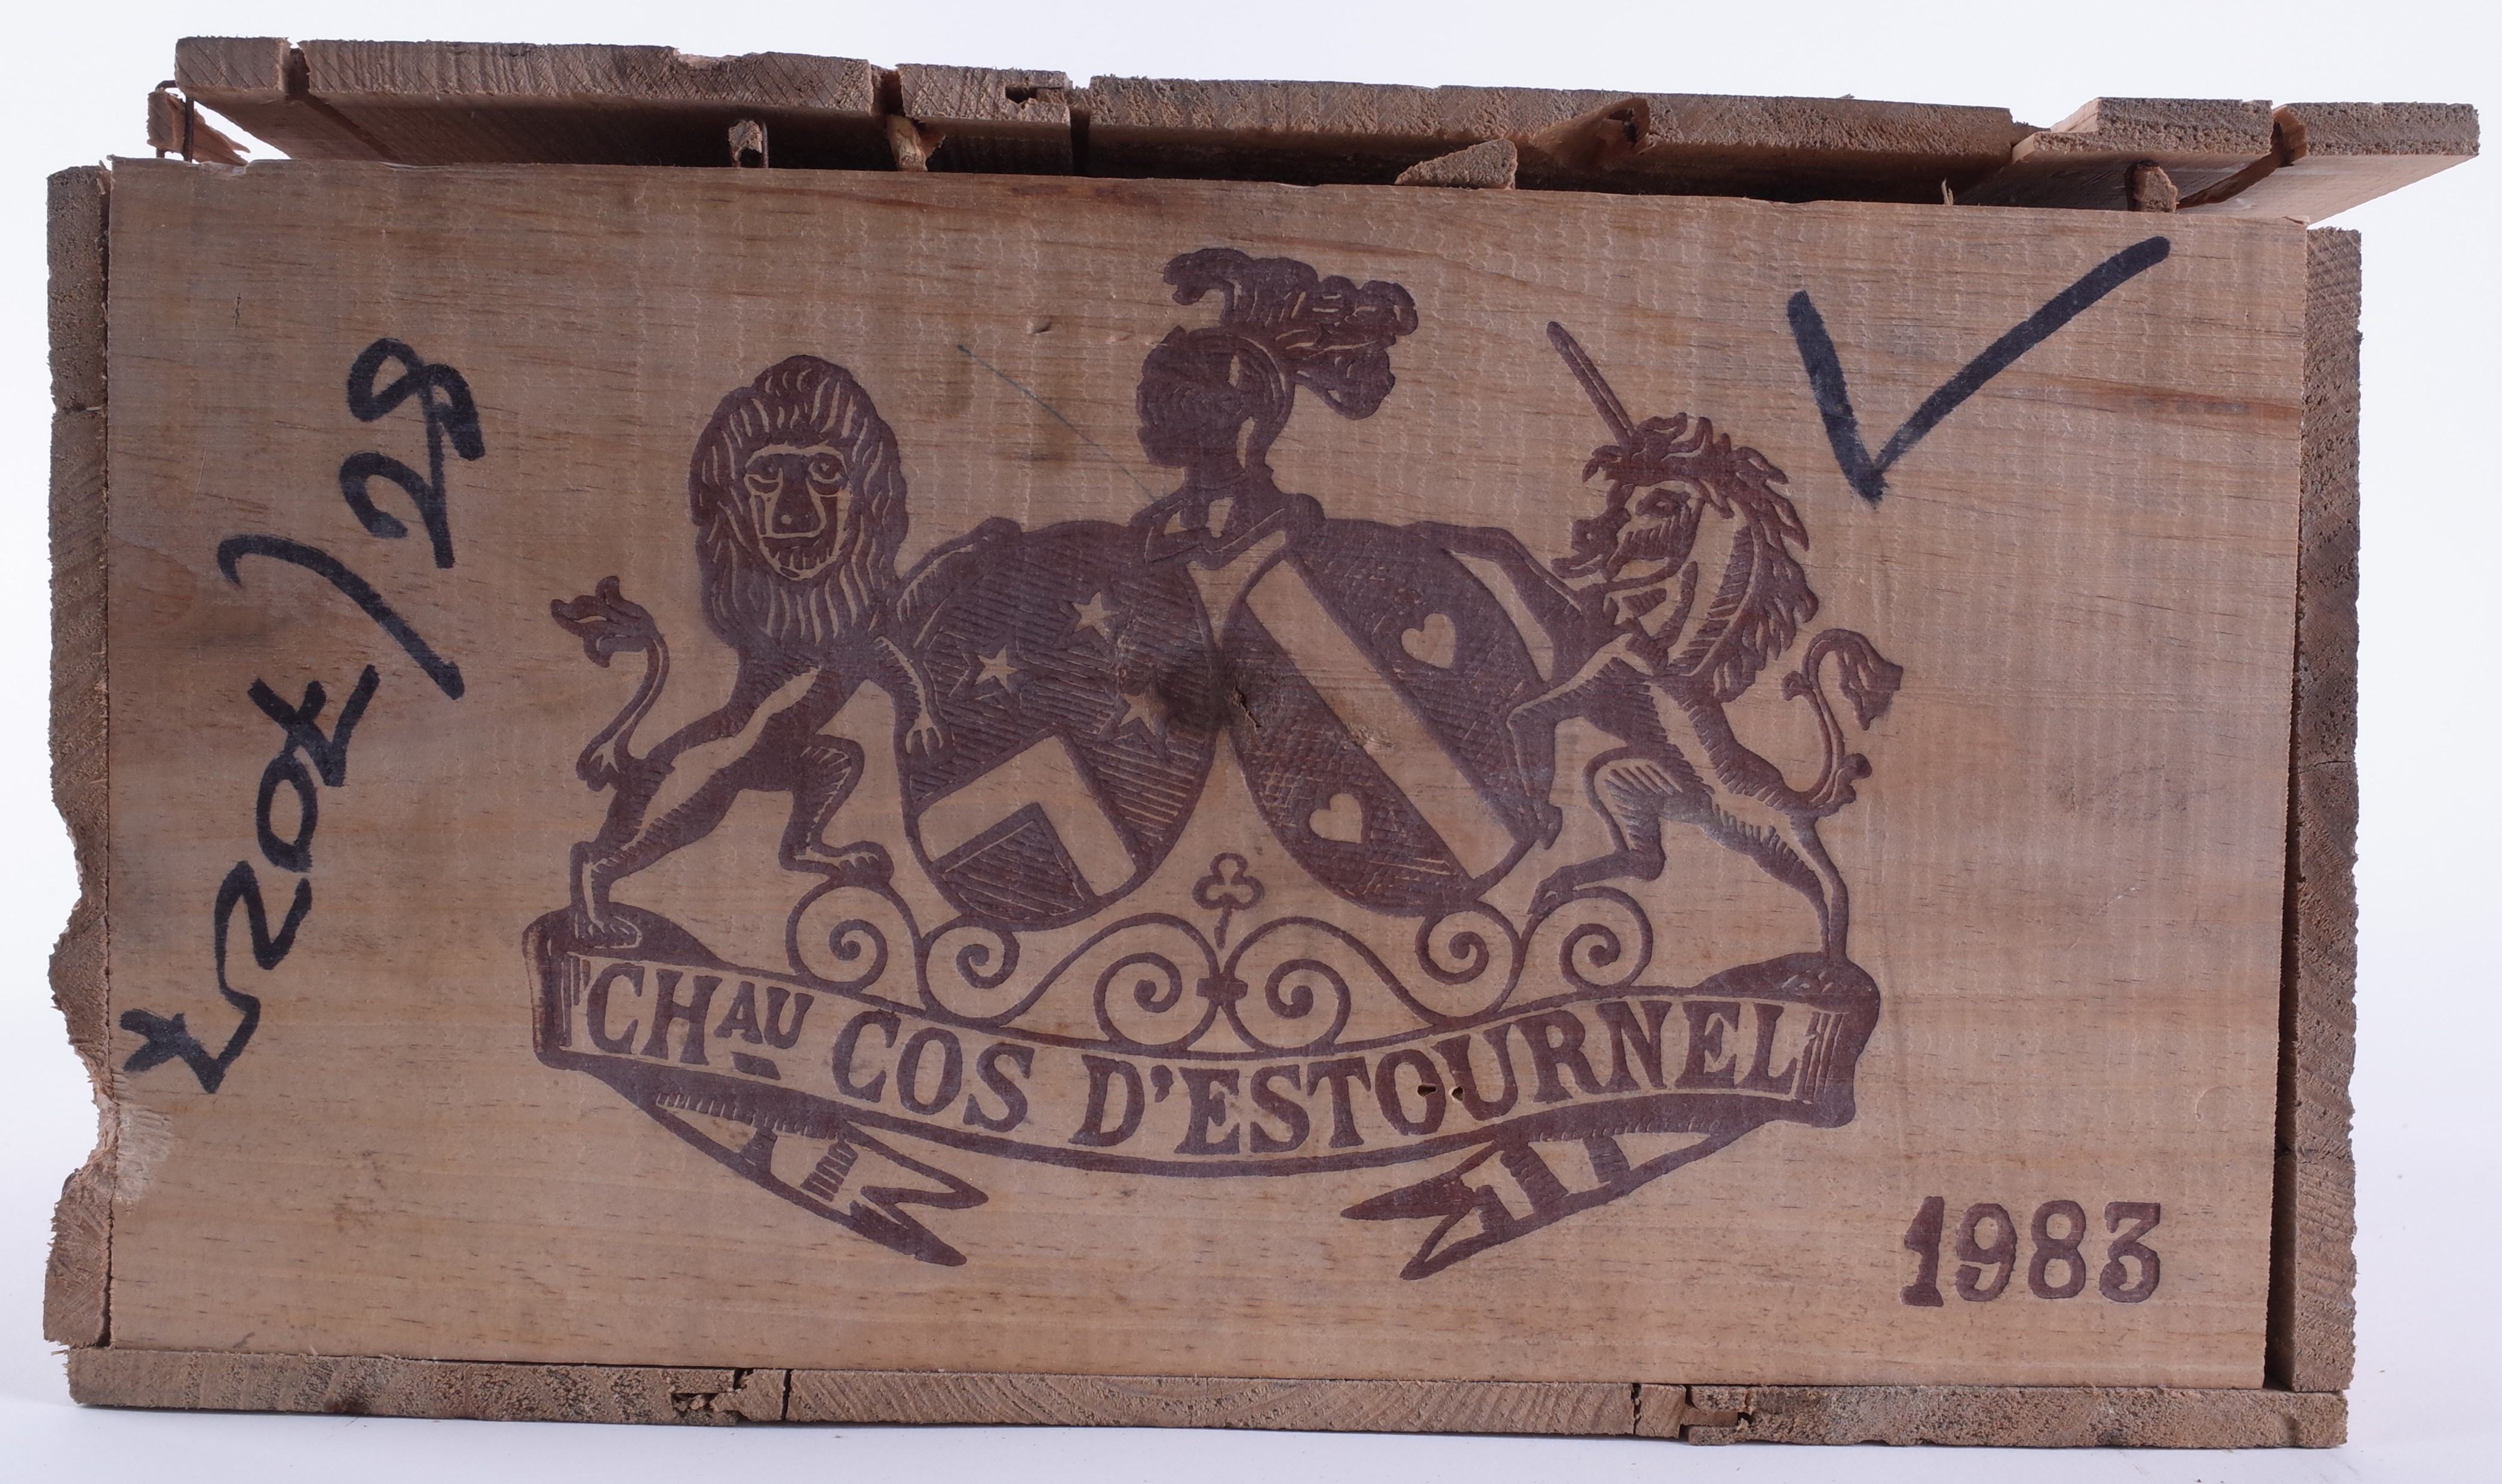 CHAU COS D'ESTOURNEL
1983